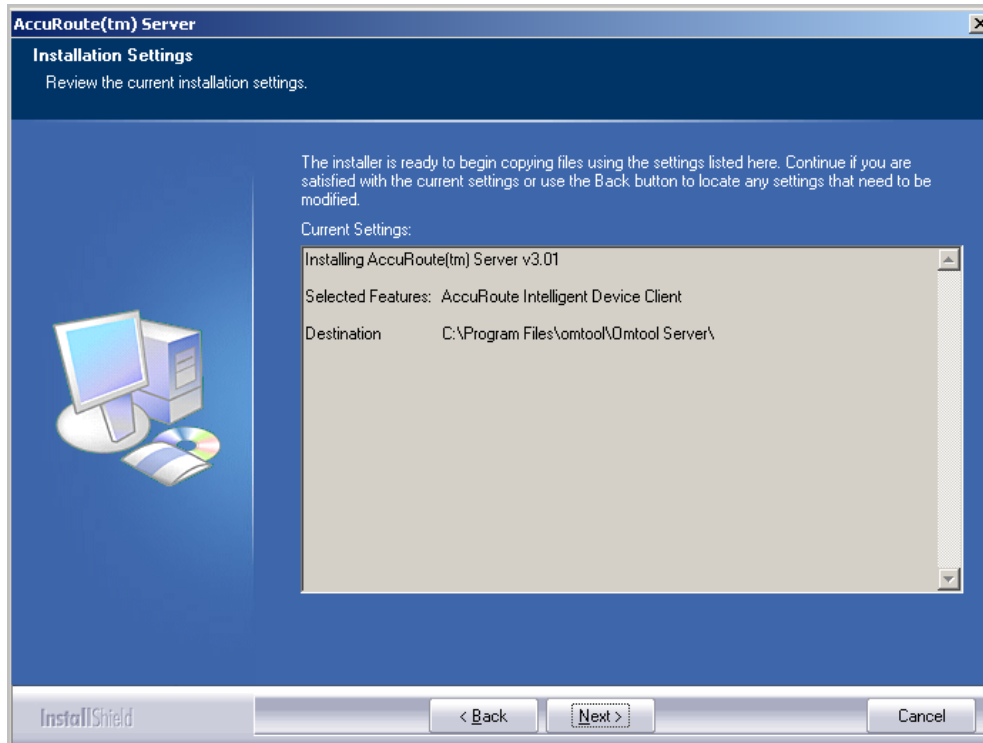 AccuRoute(tm) Server
Installation Settings
Review the current installation settings.
The installer is ready to begin copying files using the settings listed here. Continue if you are
satisfied with the current settings or use the Back button to locate any settings that need to be
modified.
Current Settings:
Installing AccuRoute(tm) Server v3.01
Selected Features: AccuRoute Intelligent Device Client
Destination C:\Program Files\omtool\Omtool Server\
InstallShield
< Back
Next >
Cancel